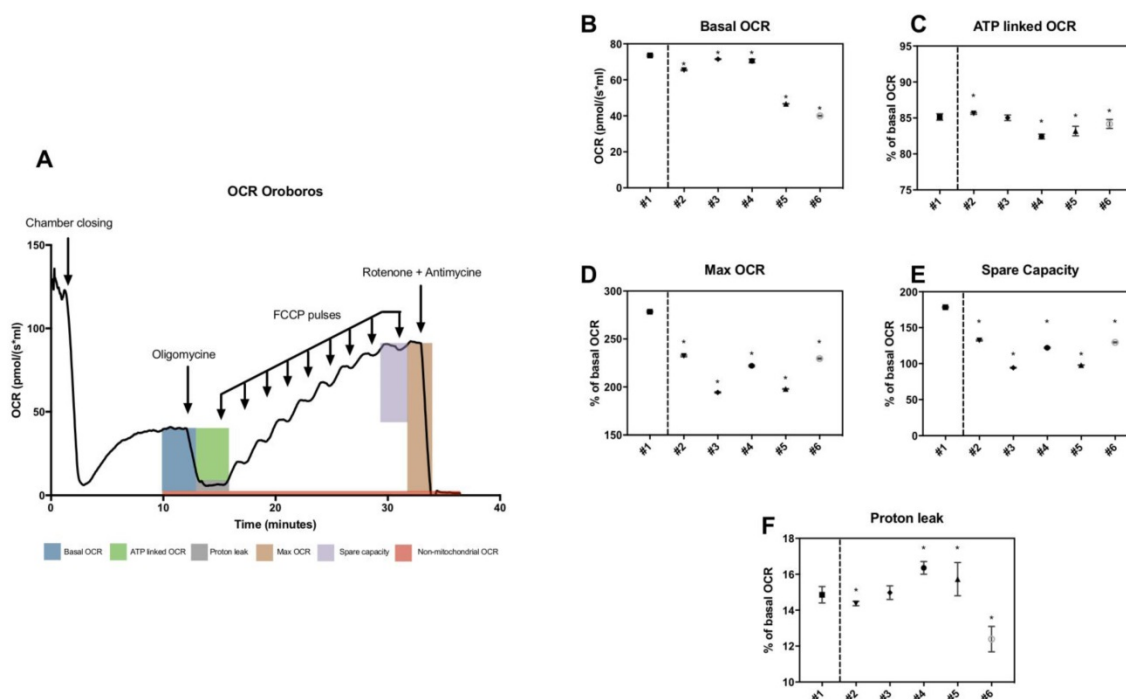 A
OCR Oroboros
Chamber closing
Rotenone + Antimycine
FCCP pulses
Oligomycine
OCR (pmol/(s*ml)
150
100
50
0
0 10 20 30 40
Time (minutes)
Basal OCR ATP linked OCR Proton leak Max OCR Spare capacity Non-mitochondrial OCR
B
Basal OCR
OCR (pmol/(s*ml)
80
60
40
20
0
* * * * *
#1 #2 #3 #4 #5 #6
C
ATP linked OCR
% of basal OCR
95
90
85
80
75
* * * *
#1 #2 #3 #4 #5 #6
D
Max OCR
% of basal OCR
300
250
200
150
* * * * *
#1 #2 #3 #4 #5 #6
E
Spare Capacity
% of basal OCR
200
150
100
50
0
* * * * *
#1 #2 #3 #4 #5 #6
F
Proton leak
% of basal OCR
18
16
14
12
10
* * * *
#1 #2 #3 #4 #5 #6